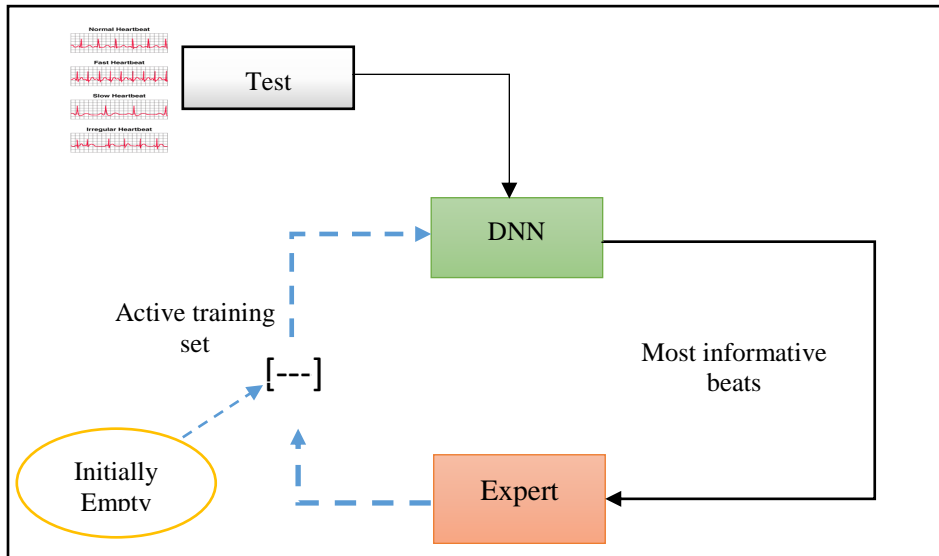 Normal Heartbeat
Fast Heartbeat
Slow Heartbeat
Irregular Heartbeat
Test
DNN
Active training
set
[---]
Most informative
beats
Initially
Empty
Expert